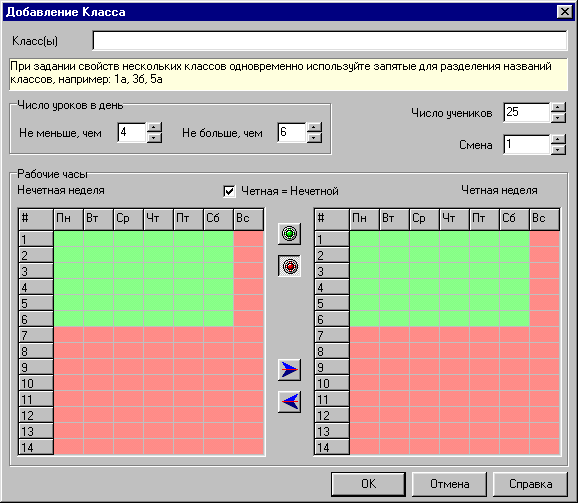 Добавление Класса
Класс(ы)
При задании свойств нескольких классов одновременно используйте запятые для разделения названий
классов, например: 1а, 3б, 5а
Число уроков в день
Не меньше, чем 4 Не больше, чем 6
Число учеников 25
Смена 1
Рабочие часы
Нечетная неделя Четная = Нечетной Четная неделя
# Пн Вт Ср Чт Пт Сб Вс # Пн Вт Ср Чт Пт Сб Вс
1 1
2 2
3 3
4 4
5 5
6 6
7 7
8 8
9 9
10 10
11 11
12 12
13 13
14 14
OK Отмена Справка